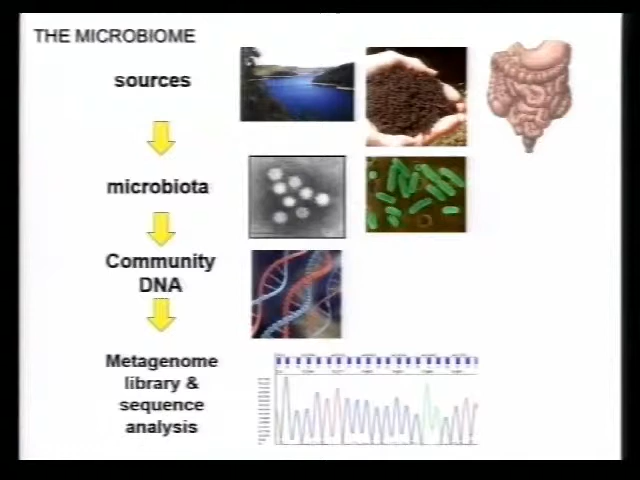 THE MICROBIOME
sources
microbiota
Community
DNA
Metagenome
library &
sequence
analysis